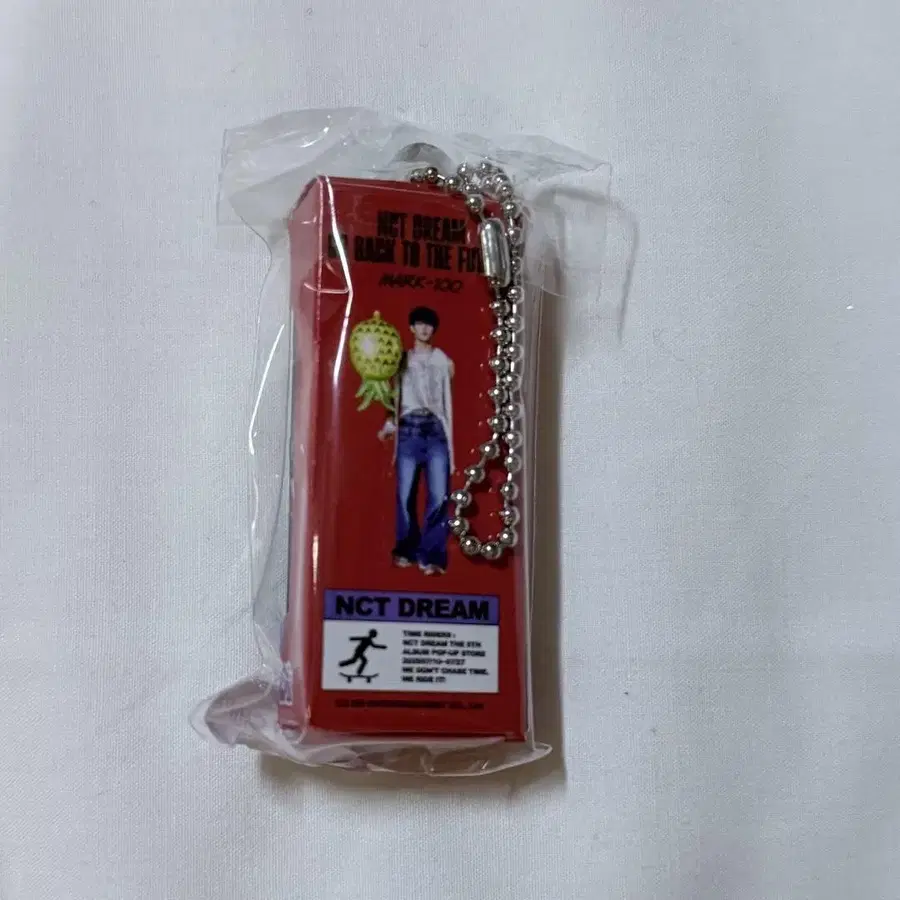 NCT DREAM
BACK TO THE FU
MARK-100
NCT DREAM
TIME RIDERS :
NCT DREAM THE 5TH
ALBUM POP-UP STORE
WE DON'T CHASE TIME,
WE RIDE IT!